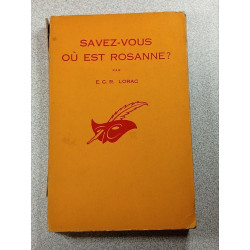 SAVEZ-VOUS
OÙ EST ROSANNE?
PAR
E. C. R. LORAC